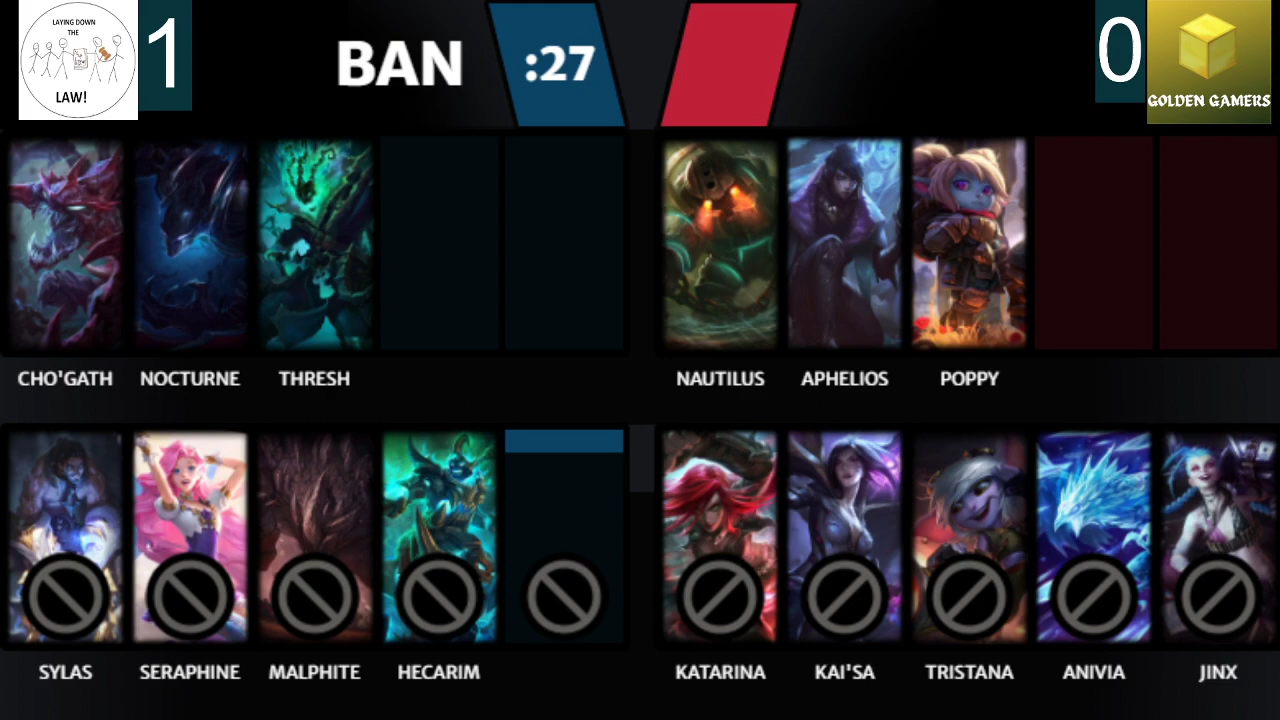 LAYING DOWN
THE
LAW!
1
BAN
:27
0
GOLDEN GAMERS
CHO'GATH
NOCTURNE
THRESH
NAUTILUS
APHELIOS
POPPY
SYLAS
SERAPHINE
MALPHITE
HECARIM
KATARINA
KAI'SA
TRISTANA
ANIVIA
JINX